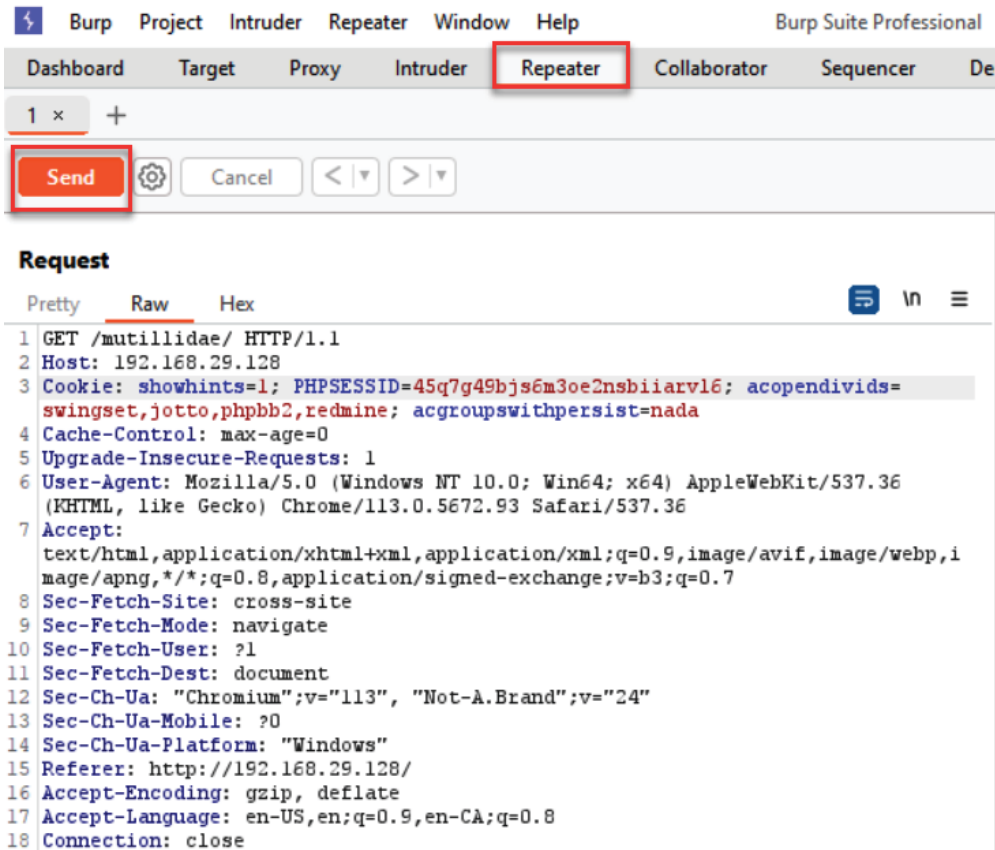 Burp Project Intruder Repeater Window Help Burp Suite Professional
Dashboard Target Proxy Intruder Repeater Collaborator Sequencer De
1 × +
Send Cancel < > 
Request
Pretty Raw Hex \n
1 GET /mutillidae/ HTTP/1.1
2 Host: 192.168.29.128
3 Cookie: showhints=1; PHPSESSID=45q7g49bjs6m3oe2nsbiiarvl6; acopendivids=
swingset,jotto,phpbb2,redmine; acgroupswithpersist=nada
4 Cache-Control: max-age=0
5 Upgrade-Insecure-Requests: 1
6 User-Agent: Mozilla/5.0 (Windows NT 10.0; Win64; x64) AppleWebKit/537.36
(KHTML, like Gecko) Chrome/113.0.5672.93 Safari/537.36
7 Accept:
text/html,application/xhtml+xml,application/xml;q=0.9,image/avif,image/webp,i
mage/apng,*/*;q=0.8,application/signed-exchange;v=b3;q=0.7
8 Sec-Fetch-Site: cross-site
9 Sec-Fetch-Mode: navigate
10 Sec-Fetch-User: ?1
11 Sec-Fetch-Dest: document
12 Sec-Ch-Ua: "Chromium";v="113", "Not-A.Brand";v="24"
13 Sec-Ch-Ua-Mobile: ?0
14 Sec-Ch-Ua-Platform: "Windows"
15 Referer: http://192.168.29.128/
16 Accept-Encoding: gzip, deflate
17 Accept-Language: en-US,en;q=0.9,en-CA;q=0.8
18 Connection: close